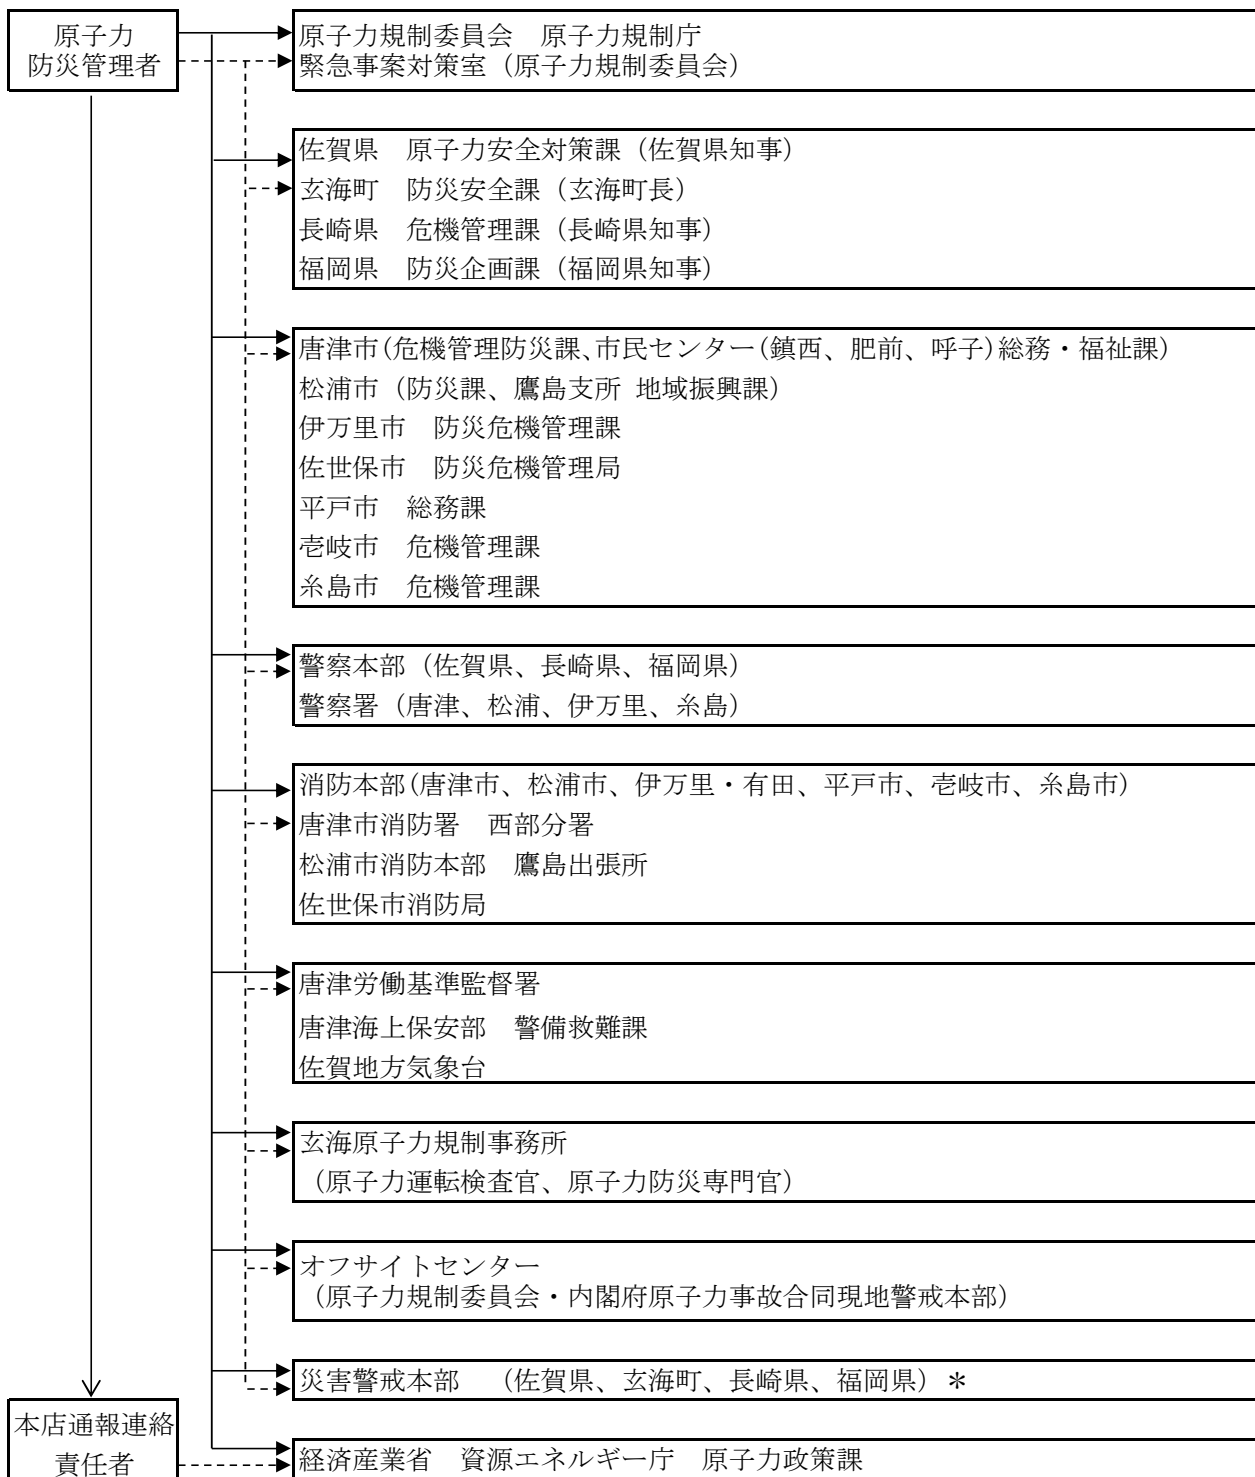 原子力
防災管理者
原子力規制委員会　原子力規制庁
緊急事案対策室（原子力規制委員会）
佐賀県　原子力安全対策課（佐賀県知事）
玄海町　防災安全課（玄海町長）
長崎県　危機管理課（長崎県知事）
福岡県　防災企画課（福岡県知事）
唐津市(危機管理防災課、市民センター(鎮西、肥前、呼子)総務・福祉課)
松浦市（防災課、鷹島支所 地域振興課）
伊万里市　防災危機管理課
佐世保市　防災危機管理局
平戸市　総務課
壱岐市　危機管理課
糸島市　危機管理課
警察本部（佐賀県、長崎県、福岡県）
警察署（唐津、松浦、伊万里、糸島）
消防本部(唐津市、松浦市、伊万里・有田、平戸市、壱岐市、糸島市)
唐津市消防署　西部分署
松浦市消防本部　鷹島出張所
佐世保市消防局
唐津労働基準監督署
唐津海上保安部　警備救難課
佐賀地方気象台
玄海原子力規制事務所
（原子力運転検査官、原子力防災専門官）
オフサイトセンター
（原子力規制委員会・内閣府原子力事故合同現地警戒本部）
災害警戒本部　（佐賀県、玄海町、長崎県、福岡県）＊
本店通報連絡
責任者
経済産業省　資源エネルギー庁　原子力政策課